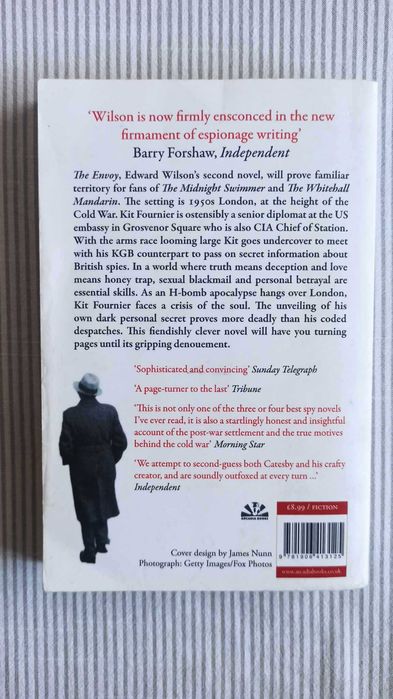 ‘Wilson is now firmly ensconced in the new
firmament of espionage writing’
Barry Forshaw, Independent
The Envoy, Edward Wilson’s second novel, will prove familiar
territory for fans of The Midnight Swimmer and The Whitehall
Mandarin. The setting is 1950s London, at the height of the
Cold War. Kit Fournier is ostensibly a senior diplomat at the US
embassy in Grosvenor Square who is also CIA Chief of Station.
With the arms race looming large Kit goes undercover to meet
with his KGB counterpart to pass on secret information about
British spies. In a world where truth means deception and love
means honey trap, sexual blackmail and personal betrayal are
essential skills. As an H-bomb apocalypse hangs over London,
Kit Fournier faces a crisis of the soul. The unveiling of his
own dark personal secret proves more deadly than his coded
despatches. This fiendishly clever novel will have you turning
pages until its gripping denouement.
‘Sophisticated and convincing’ Sunday Telegraph
‘A page-turner to the last’ Tribune
‘This is not only one of the three or four best spy novels
I’ve ever read, it is also a startlingly honest and insightful
account of the post-war settlement and the true motives
behind the cold war’ Morning Star
‘We attempt to second-guess both Catesby and his crafty
creator, and are soundly outfoxed at every turn ...’
Independent
ARCADIA BOOKS
£8.99 / FICTION
Cover design by James Nunn
Photograph: Getty Images/Fox Photos
9 781908 413125
www.arcadiabooks.co.uk